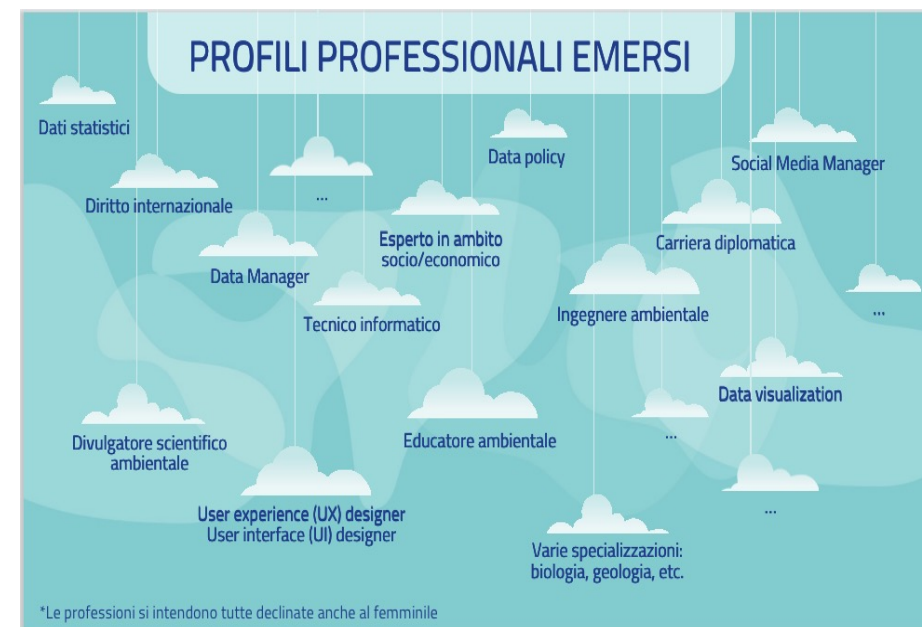 PROFILI PROFESSIONALI EMERSI
Dati statistici
Data policy
Social Media Manager
Diritto internazionale
...
Esperto in ambito
socio/economico
Carriera diplomatica
Data Manager
Tecnico informatico
Ingegnere ambientale
...
Data visualization
Divulgatore scientifico
ambientale
Educatore ambientale
...
User experience (UX) designer
User interface (UI) designer
...
Varie specializzazioni:
biologia, geologia, etc.
*Le professioni si intendono tutte declinate anche al femminile